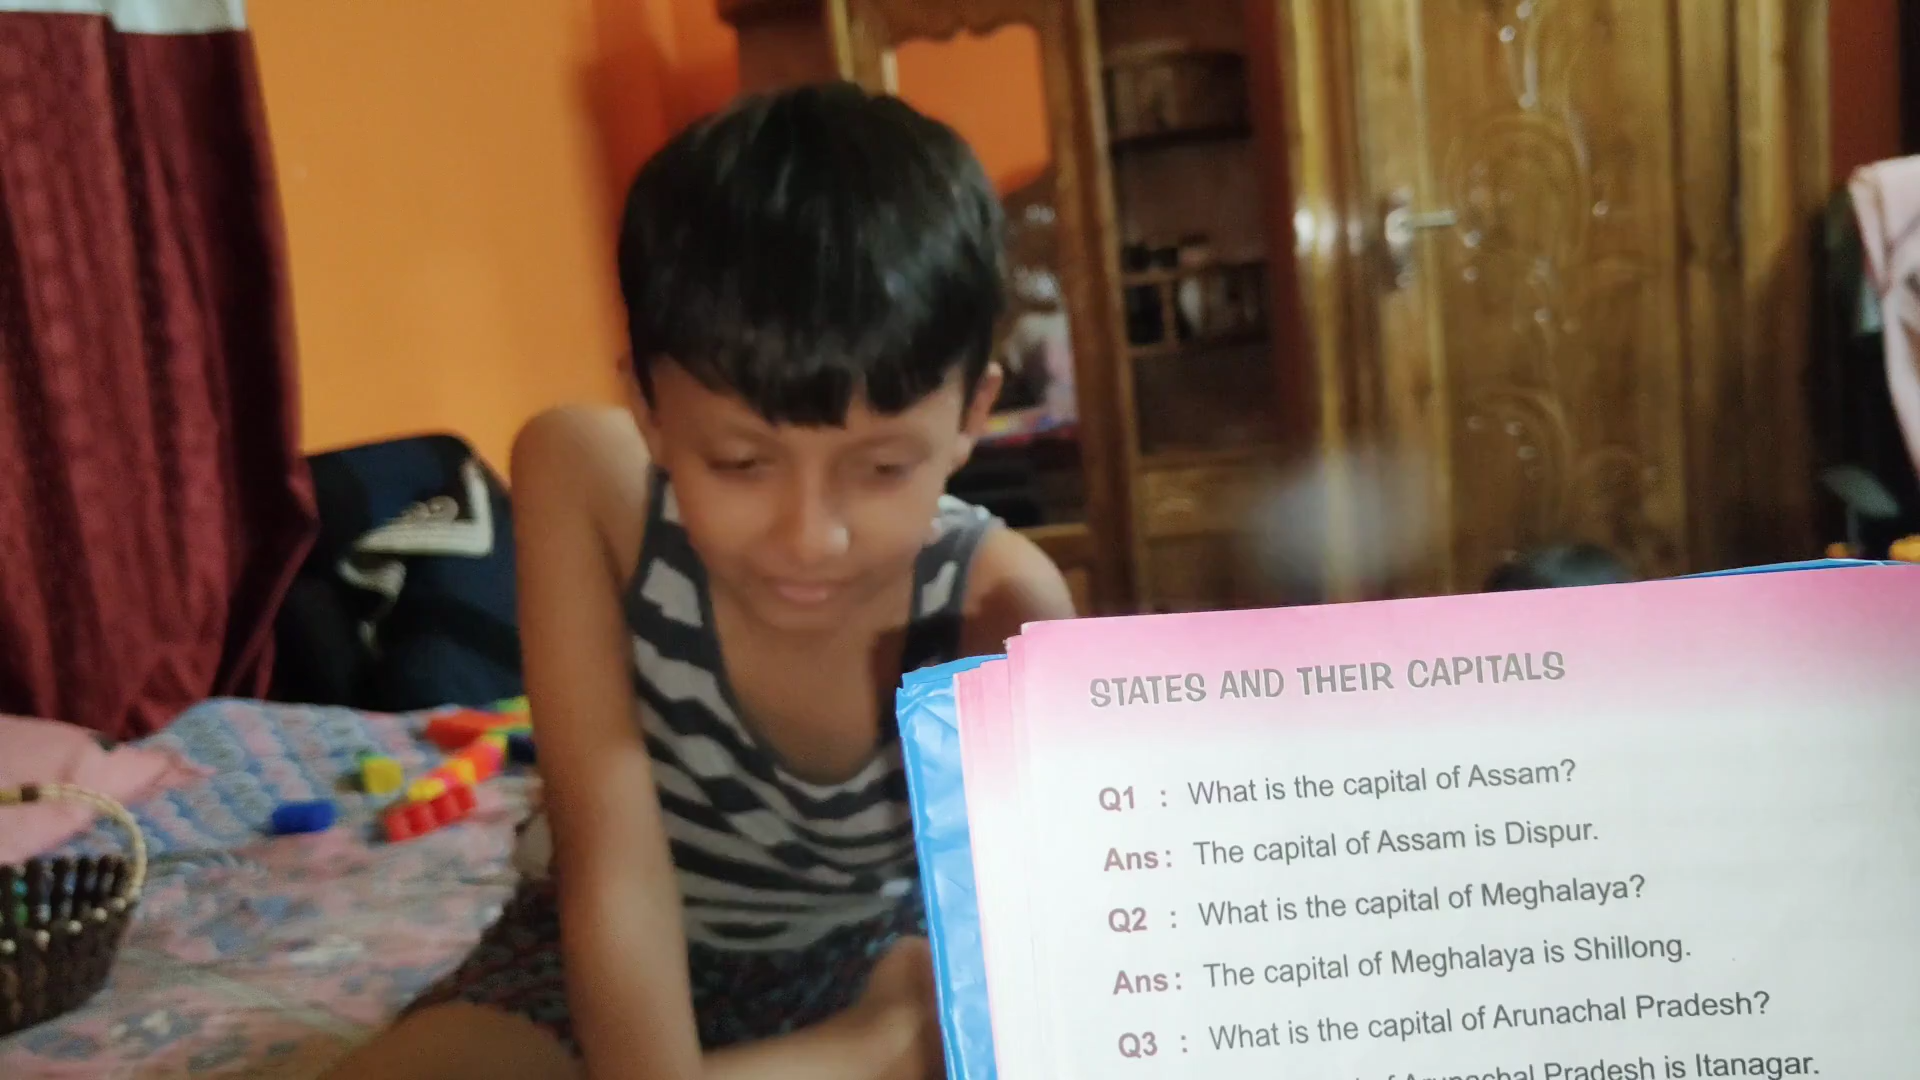 STATES AND THEIR CAPITALS
Q1 : What is the capital of Assam?
Ans : The capital of Assam is Dispur.
Q2 : What is the capital of Meghalaya?
Ans : The capital of Meghalaya is Shillong.
Q3 : What is the capital of Arunachal Pradesh?
of Arunachal Pradesh is Itanagar.